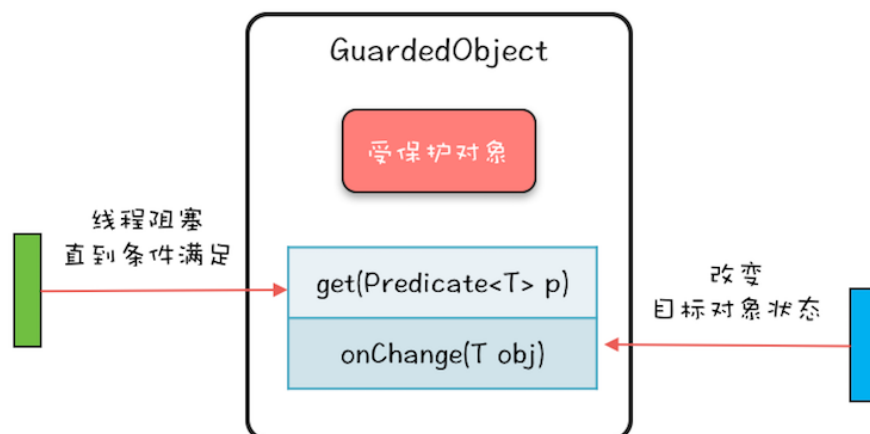 GuardedObject
受保护对象
线程阻塞
直到条件满足
get(Predicate<T> p)
改变
目标对象状态
onChange(T obj)